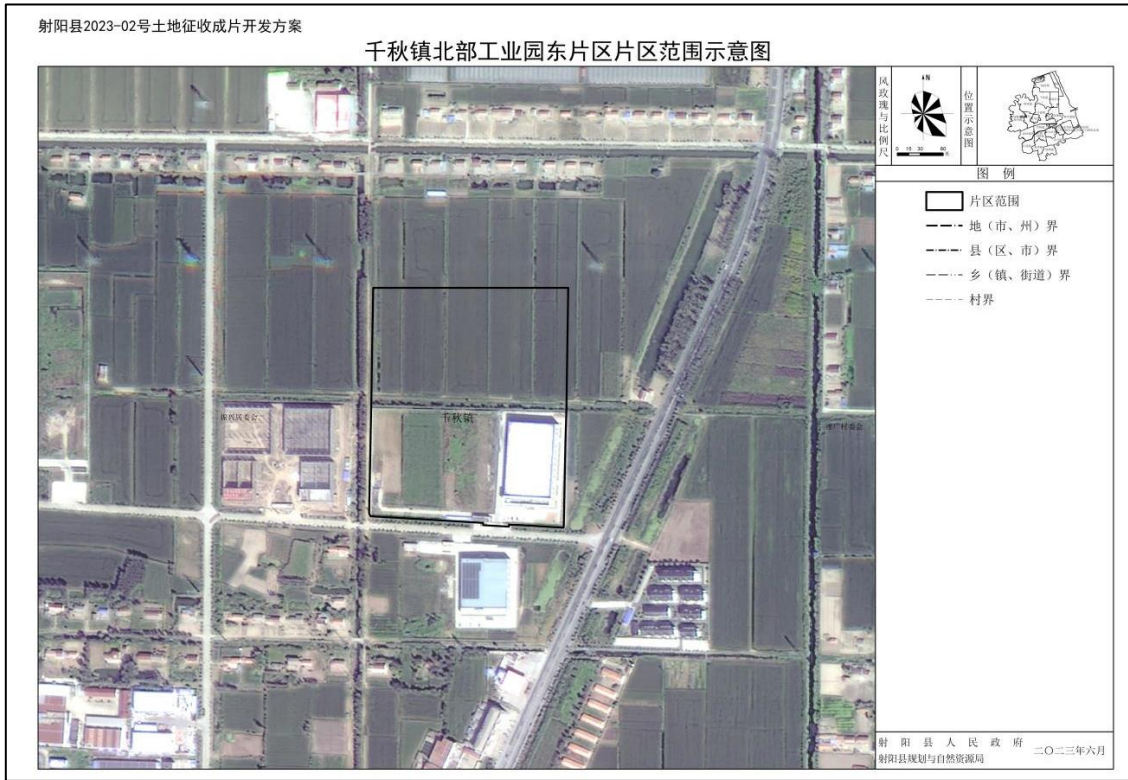 射阳县2023-02号土地征收成片开发方案
千秋镇北部工业园东片区片区范围示意图
风玫瑰与比例尺
N
0 15 30 60
位置示意图
图 例
片区范围
地（市、州）界
县（区、市）界
乡（镇、街道）界
村界
千秋镇
射阳县人民政府
射阳县规划与自然资源局
二〇二三年六月